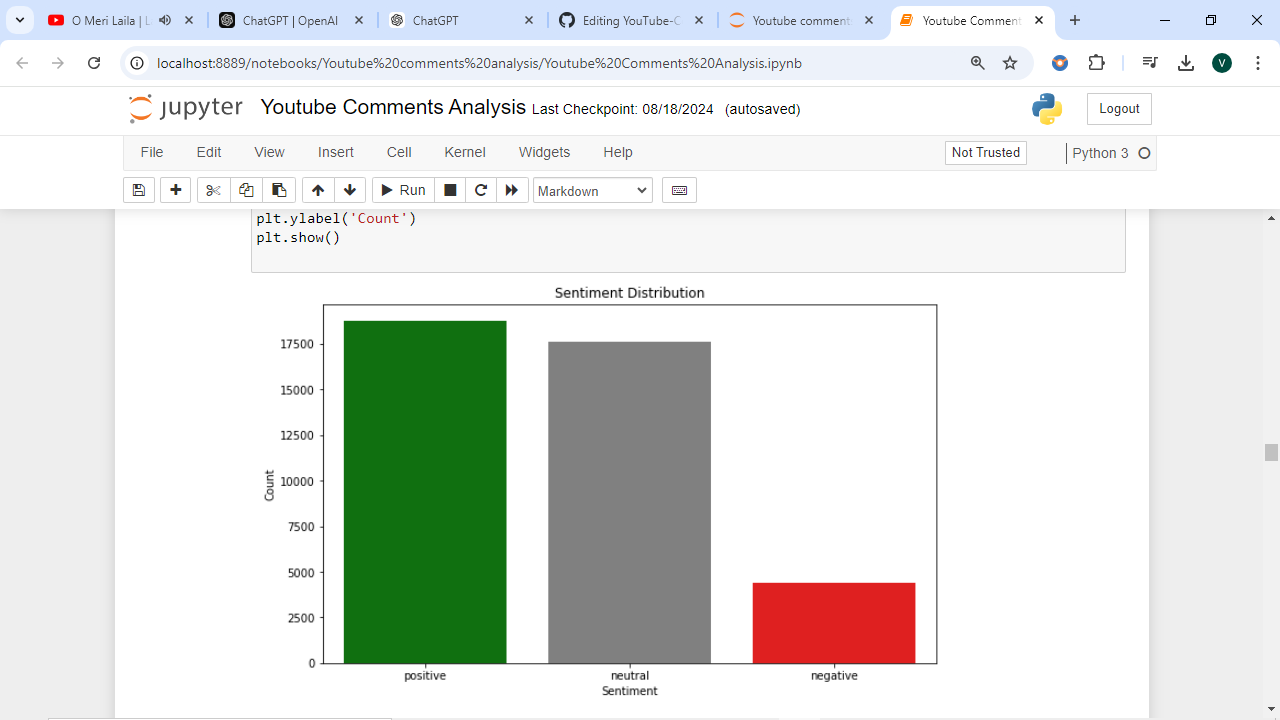 O Meri Laila | L
ChatGPT | OpenAI
ChatGPT
Editing YouTube-C
Youtube comment
Youtube Comment
localhost:8889/notebooks/Youtube%20comments%20analysis/Youtube%20Comments%20Analysis.ipynb
V
jupyter Youtube Comments Analysis Last Checkpoint: 08/18/2024 (autosaved)
Logout
File Edit View Insert Cell Kernel Widgets Help
Not Trusted
Python 3
Run
Markdown
plt.ylabel('Count')
plt.show()
Sentiment Distribution
17500
15000
12500
10000
7500
5000
2500
0
Count
positive neutral negative
Sentiment